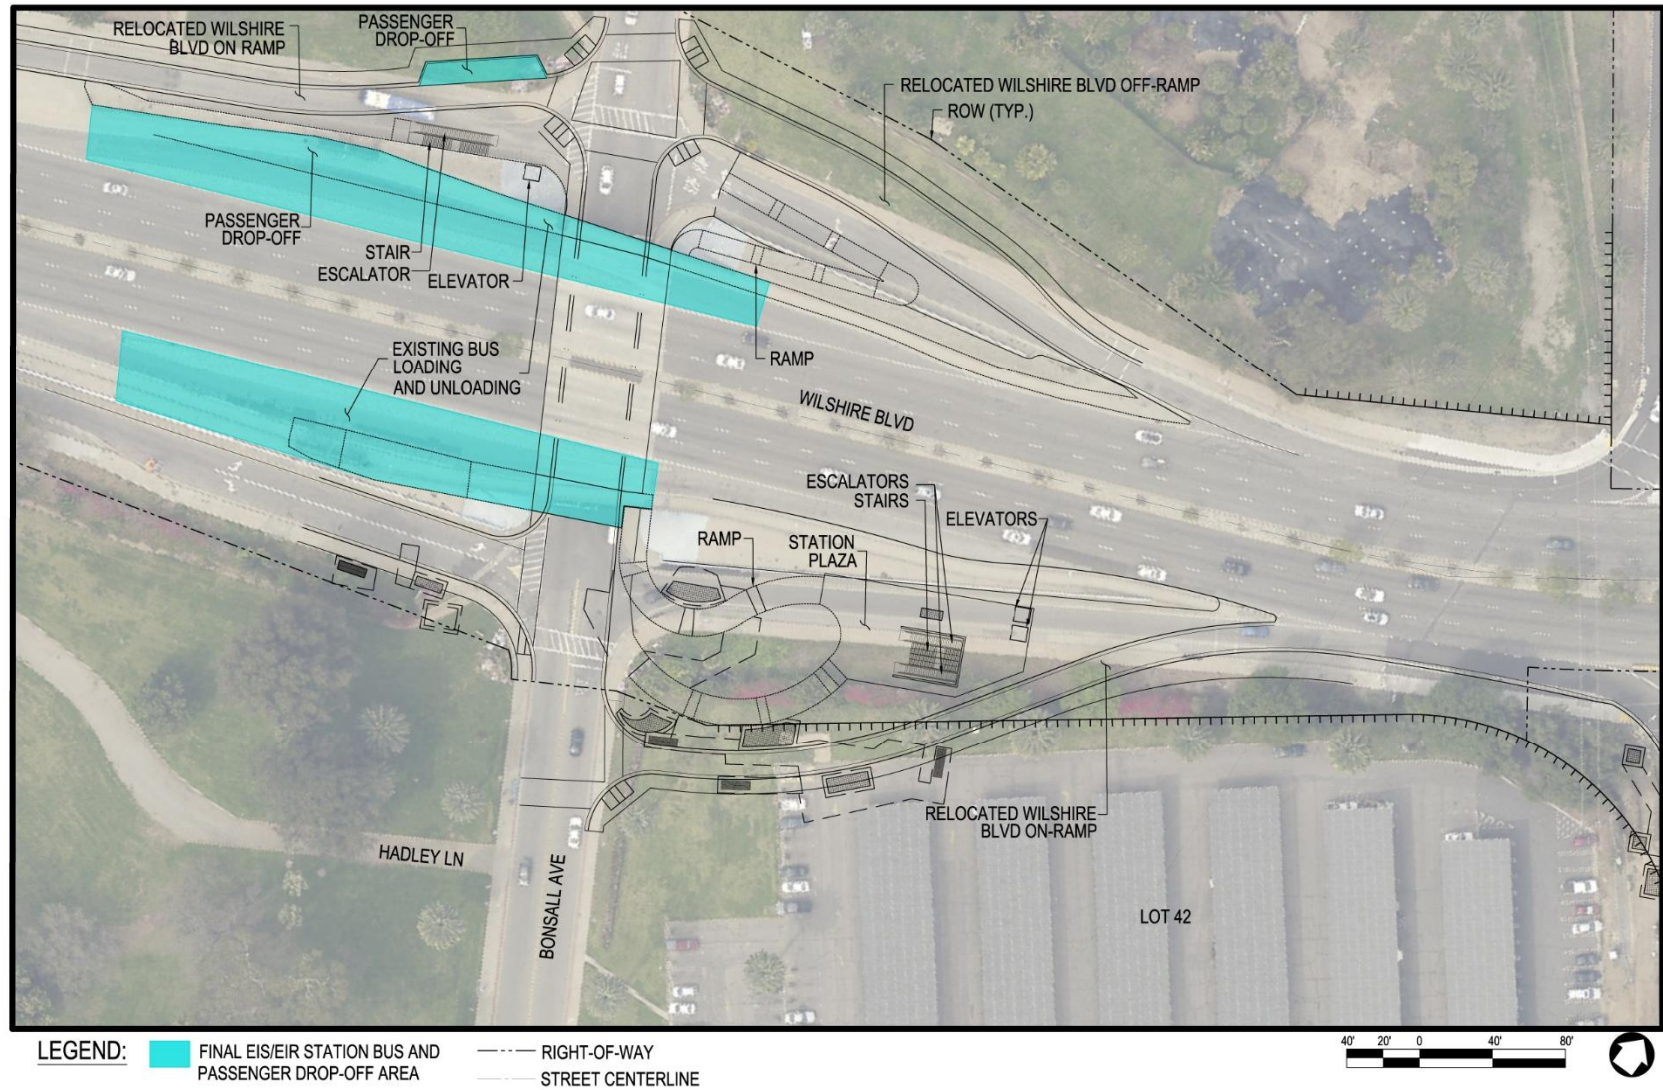 RELOCATED WILSHIRE
BLVD ON RAMP
PASSENGER
DROP-OFF
RELOCATED WILSHIRE BLVD OFF-RAMP
ROW (TYP.)
PASSENGER
DROP-OFF
STAIR
ESCALATOR
ELEVATOR
EXISTING BUS
LOADING
AND UNLOADING
RAMP
WILSHIRE BLVD
ESCALATORS
STAIRS
ELEVATORS
RAMP
STATION
PLAZA
RELOCATED WILSHIRE
BLVD ON-RAMP
HADLEY LN
BONSALL AVE
LOT 42
LEGEND:
FINAL EIS/EIR STATION BUS AND
PASSENGER DROP-OFF AREA
RIGHT-OF-WAY
STREET CENTERLINE
40' 20' 0 40' 80'